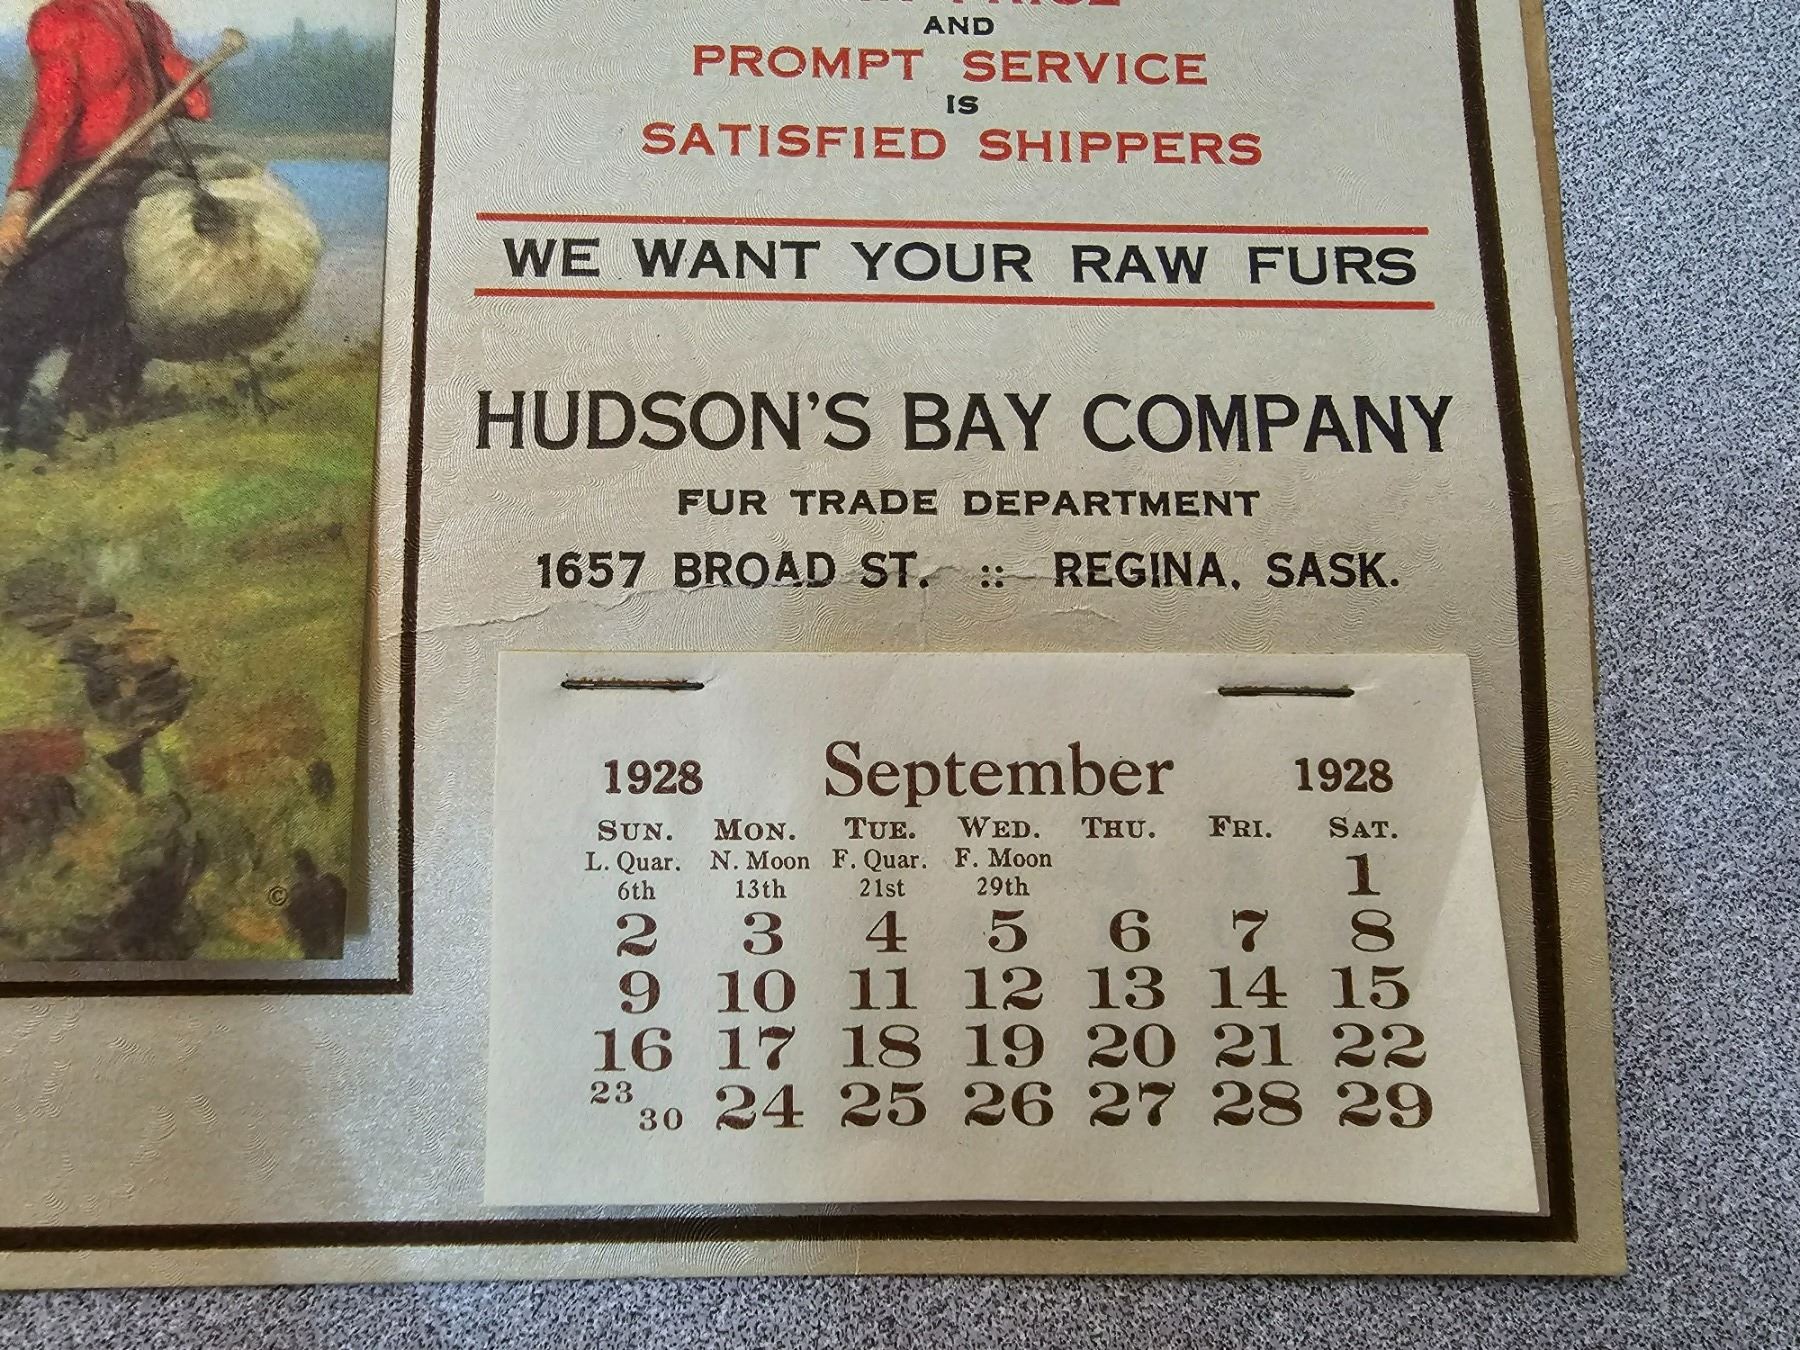 PRICE
AND
PROMPT SERVICE
IS
SATISFIED SHIPPERS
WE WANT YOUR RAW FURS
HUDSON'S BAY COMPANY
FUR TRADE DEPARTMENT
1657 BROAD ST. :: REGINA, SASK.
1928 September 1928
SUN. MON. TUE. WED. THU. FRI. SAT.
L. Quar. N. Moon F. Quar. F. Moon
6th 13th 21st 29th 1
2 3 4 5 6 7 8
9 10 11 12 13 14 15
16 17 18 19 20 21 22
23 30 24 25 26 27 28 29
©